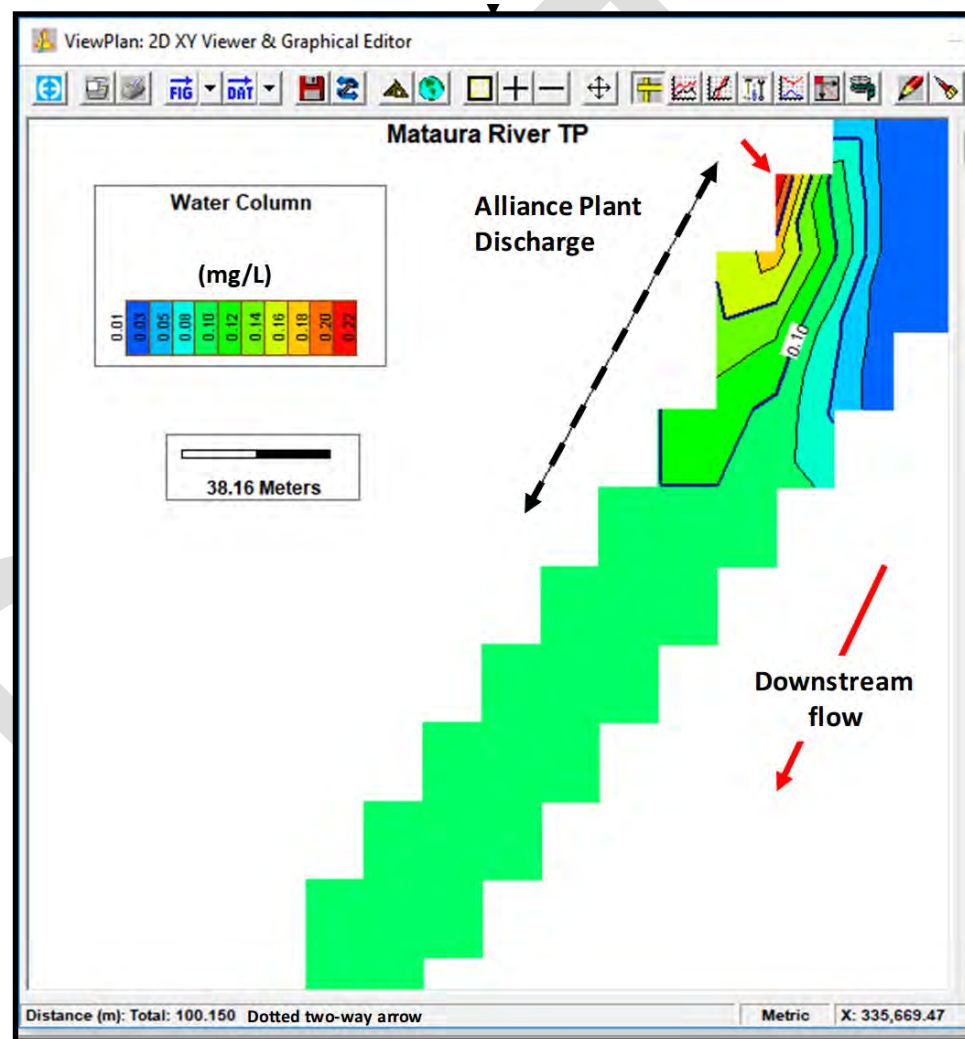 ViewPlan: 2D XY Viewer & Graphical Editor
FIG
DAT
Mataura River TP
Water Column
(mg/L)
0.01 0.03 0.05 0.08 0.10 0.12 0.14 0.16 0.18 0.20 0.22
38.16 Meters
Alliance Plant
Discharge
0.10
Downstream
flow
Distance (m): Total: 100.150 Dotted two-way arrow
Metric
X: 335,669.47